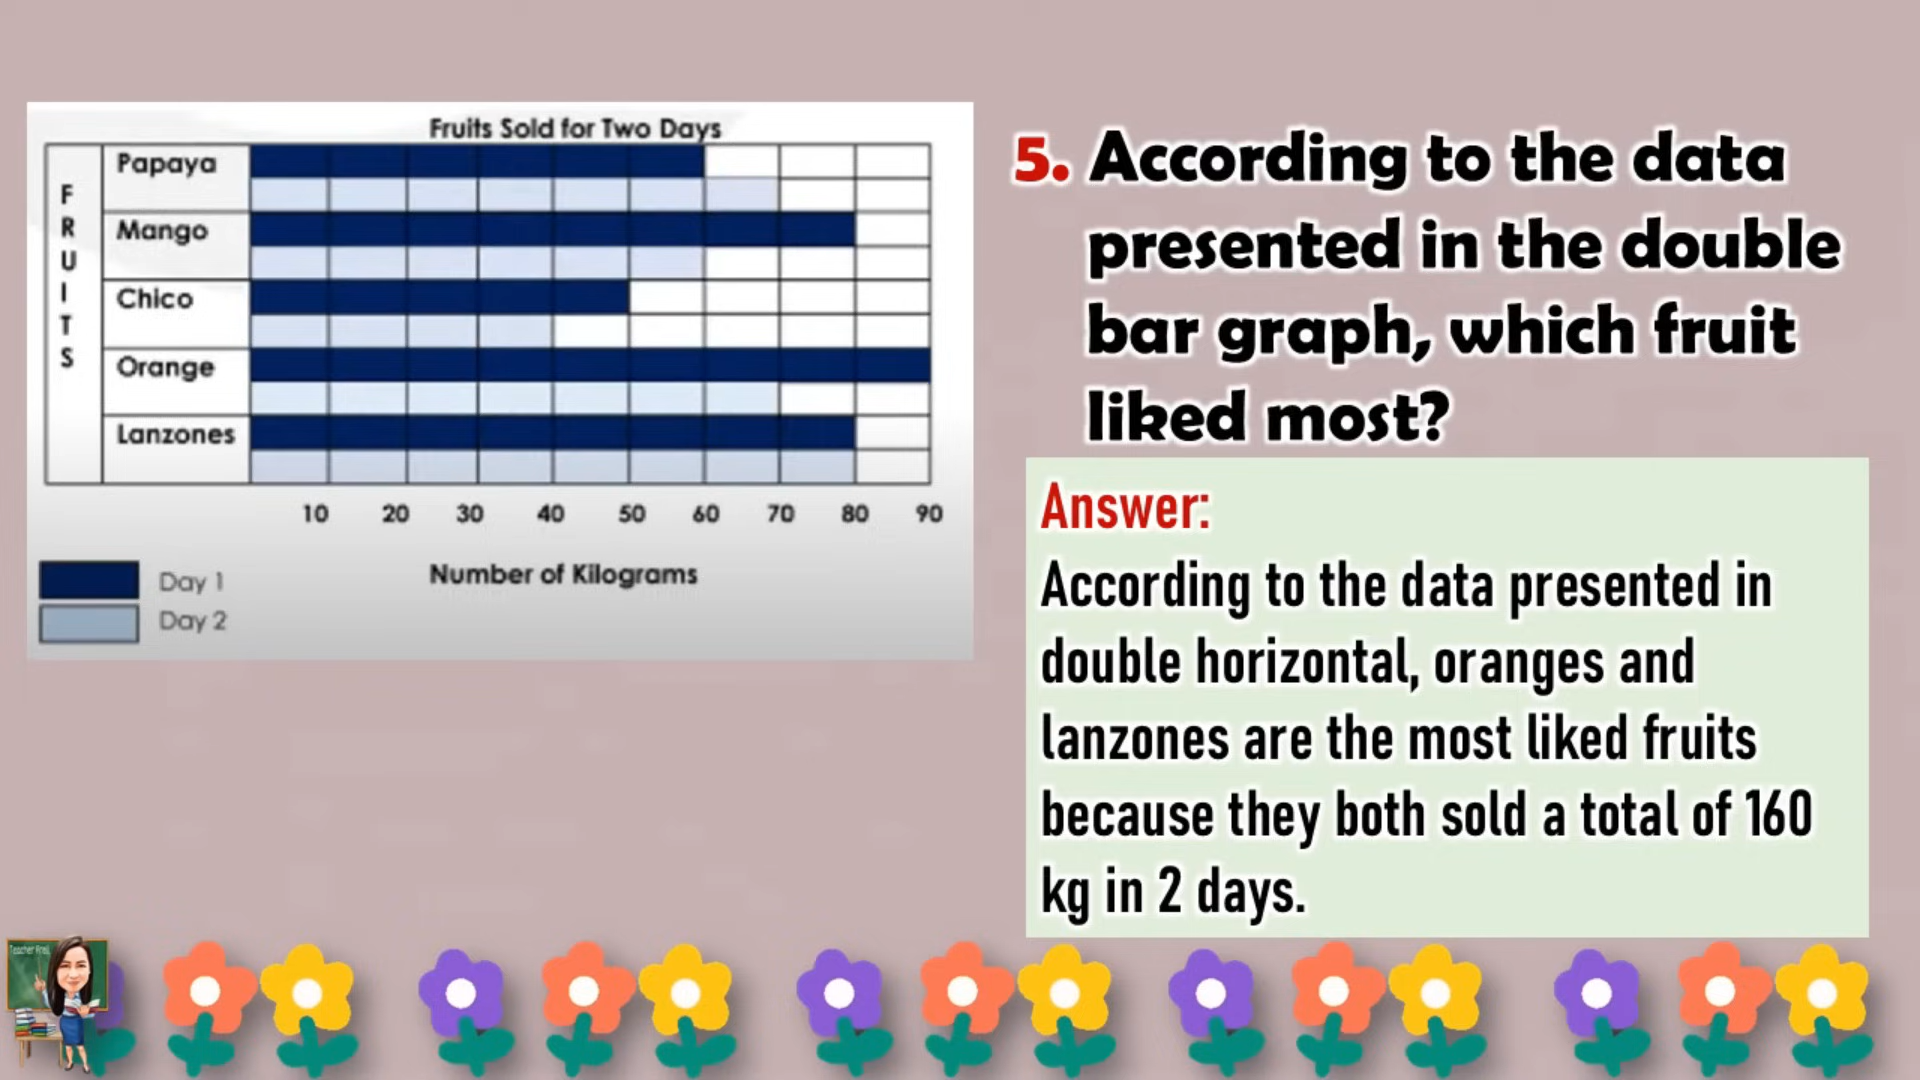 Fruits Sold for Two Days
FRUITS
Papaya
Mango
Chico
Orange
Lanzones
10 20 30 40 50 60 70 80 90
Number of Kilograms
Day 1
Day 2
5. According to the data
presented in the double
bar graph, which fruit
liked most?
Answer:
According to the data presented in
double horizontal, oranges and
lanzones are the most liked fruits
because they both sold a total of 160
kg in 2 days.